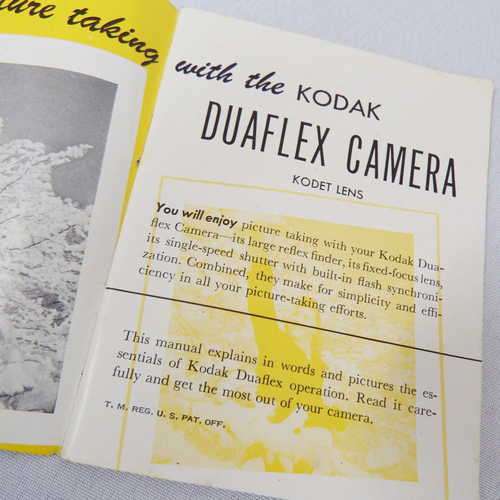 ure taking
with the KODAK
DUAFLEX CAMERA
KODET LENS
You will enjoy picture taking with your Kodak Dua-
flex Camera—its large reflex finder, its fixed-focus lens,
its single-speed shutter with built-in flash synchroni-
zation. Combined, they make for simplicity and effi-
ciency in all your picture-taking efforts.
This manual explains in words and pictures the es-
sentials of Kodak Duaflex operation. Read it care-
fully and get the most out of your camera.
T. M. REG. U. S. PAT. OFF.